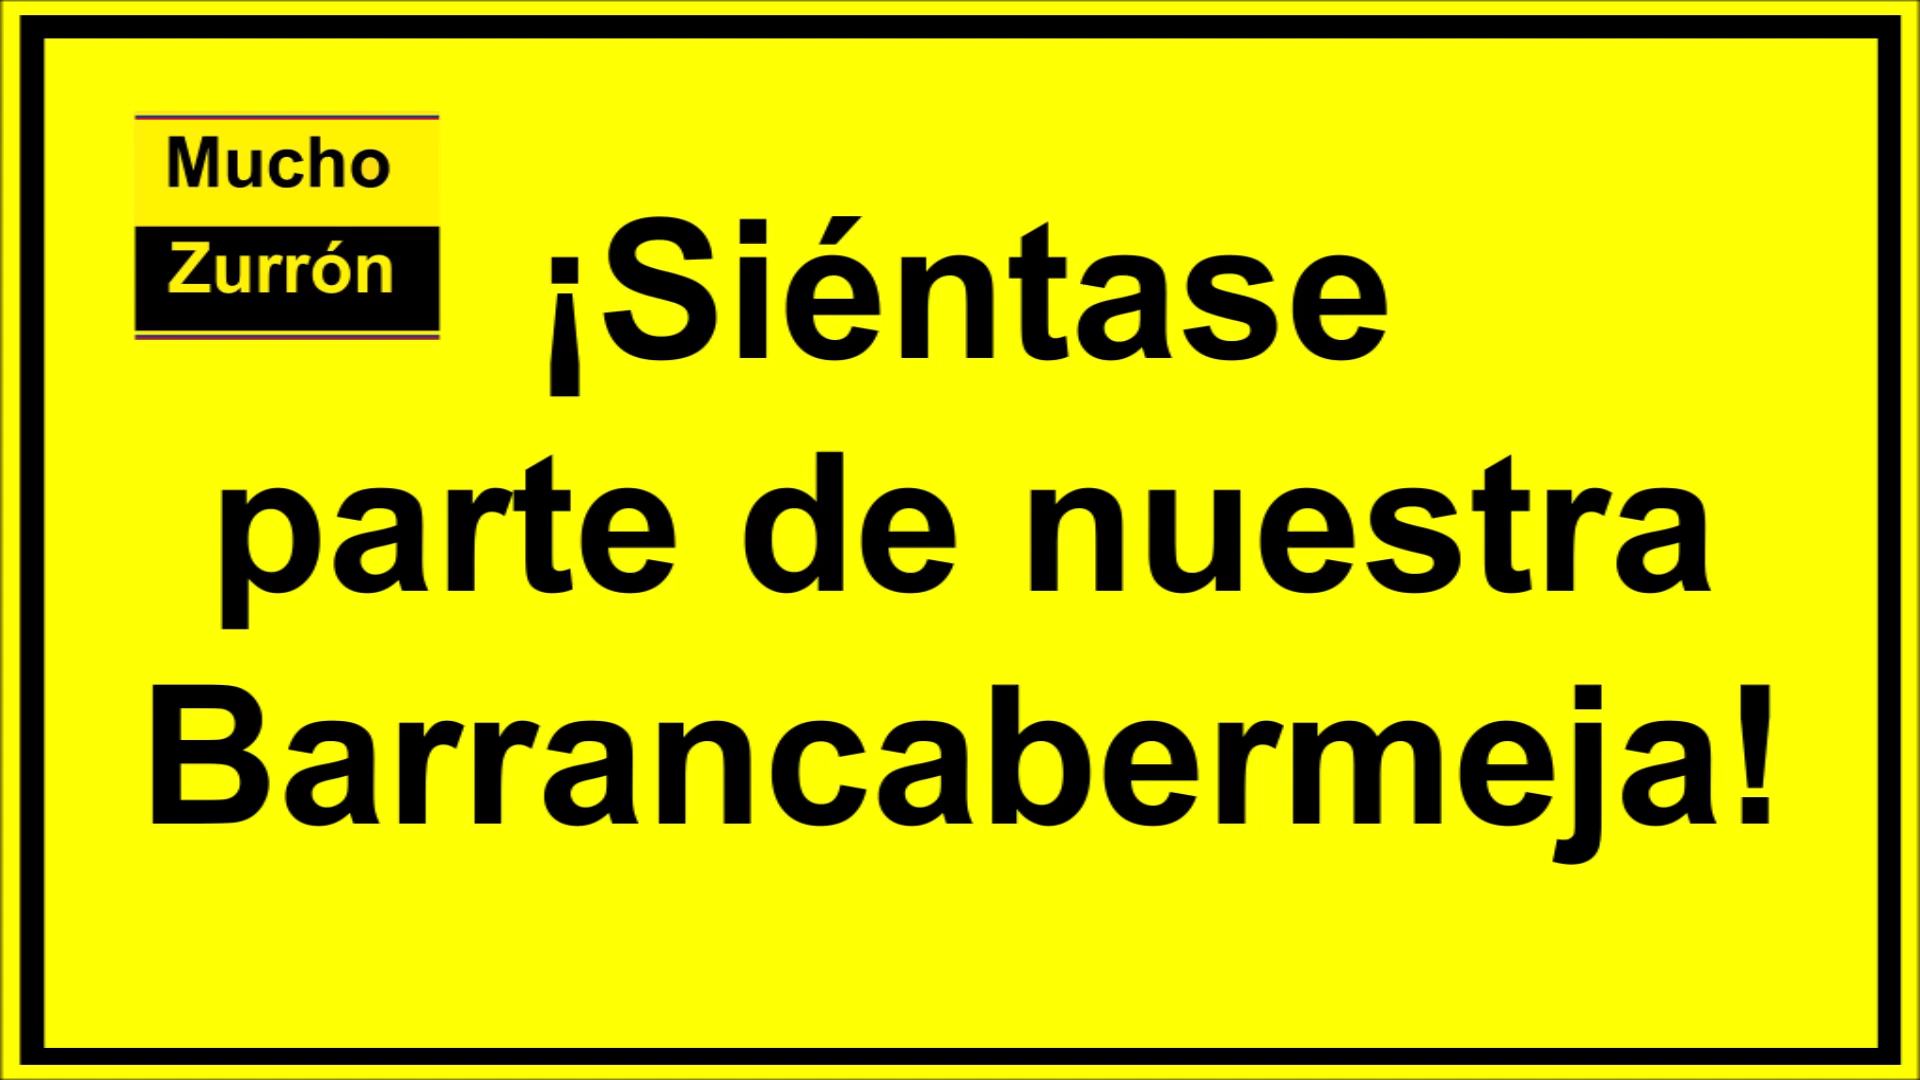 Mucho
Zurrón
¡Siéntase
parte de nuestra
Barrancabermeja!